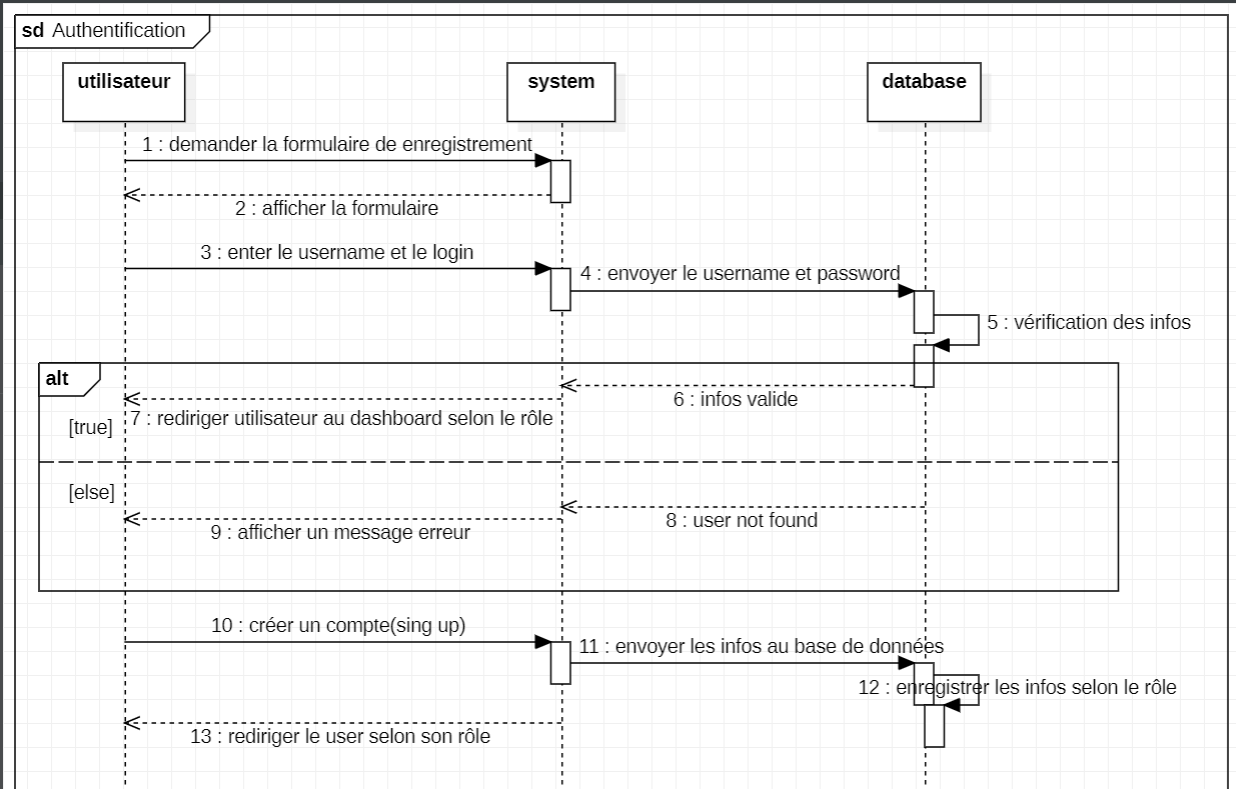 sd Authentification
utilisateur
system
database
1 : demander la formulaire de enregistrement
2 : afficher la formulaire
3 : enter le username et le login
4 : envoyer le username et password
5 : vérification des infos
alt
6 : infos valide
7 : rediriger utilisateur au dashboard selon le rôle
[true]
[else]
8 : user not found
9 : afficher un message erreur
10 : créer un compte(sing up)
11 : envoyer les infos au base de données
12 : enregistrer les infos selon le rôle
13 : rediriger le user selon son rôle